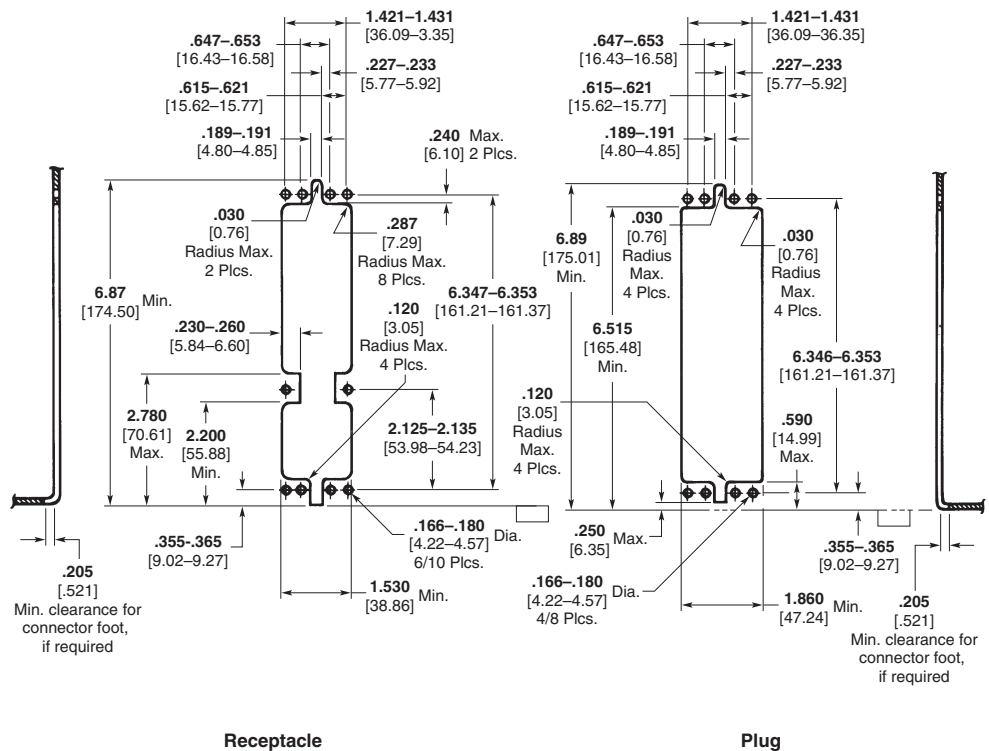 1.421–1.431
[36.09–3.35]
.647–.653
[16.43–16.58]
.227–.233
[5.77–5.92]
.615–.621
[15.62–15.77]
.189–.191
[4.80–4.85]
.240 Max.
[6.10] 2 Plcs.
.030
[0.76]
Radius Max.
2 Plcs.
.287
[7.29]
Radius Max.
8 Plcs.
6.87 Min.
[174.50]
.230–.260
[5.84–6.60]
.120
[3.05]
Radius Max.
4 Plcs.
6.347–6.353
[161.21–161.37]
2.780
[70.61]
Max.
2.200
[55.88]
Min.
2.125–2.135
[53.98–54.23]
.355-.365
[9.02–9.27]
.166–.180 Dia.
[4.22–4.57]
6/10 Plcs.
1.530 Min.
[38.86]
.205
[.521]
Min. clearance for
connector foot,
if required
Receptacle
1.421–1.431
[36.09–36.35]
.647–.653
[16.43–16.58]
.227–.233
[5.77–5.92]
.615–.621
[15.62–15.77]
.189–.191
[4.80–4.85]
6.89
[175.01]
Min.
.030
[0.76]
Radius
Max.
4 Plcs.
.030
[0.76]
Radius
Max.
4 Plcs.
6.515
[165.48]
Min.
6.346–6.353
[161.21–161.37]
.120
[3.05]
Radius
Max.
4 Plcs.
.590
[14.99]
Max.
.250 Max.
[6.35]
.355-.365
[9.02–9.27]
.166–.180 Dia.
[4.22–4.57]
4/8 Plcs.
1.860 Min.
[47.24]
.205
[.521]
Min. clearance for
connector foot,
if required
Plug